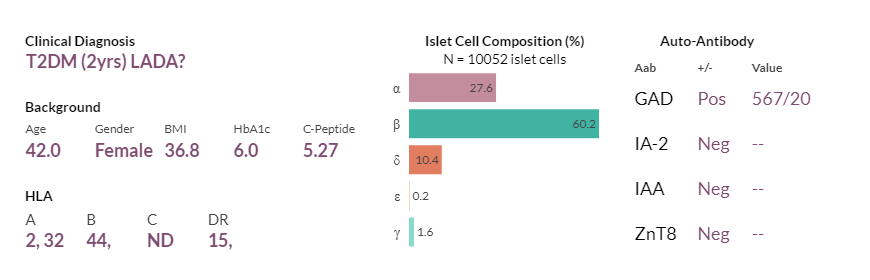 Clinical Diagnosis
T2DM (2yrs) LADA?
Background
Age Gender BMI HbA1c C-Peptide
42.0 Female 36.8 6.0 5.27
HLA
A B C DR
2, 32 44, ND 15,
Islet Cell Composition (%)
N = 10052 islet cells
α 27.6
β 60.2
δ 10.4
ε 0.2
γ 1.6
Auto-Antibody
Aab +/- Value
GAD Pos 567/20
IA-2 Neg --
IAA Neg --
ZnT8 Neg --